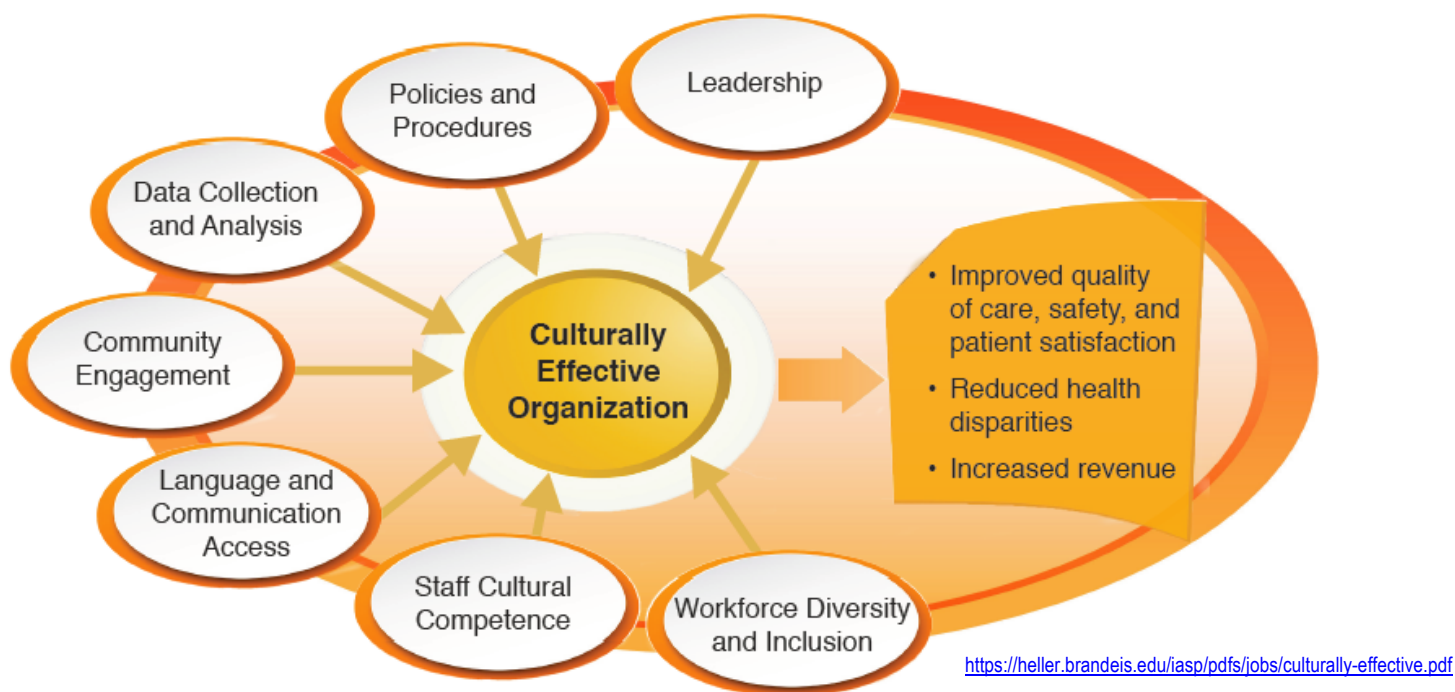 Leadership
Policies and
Procedures
Data Collection
and Analysis
Community
Engagement
Language and
Communication
Access
Staff Cultural
Competence
Workforce Diversity
and Inclusion
Culturally
Effective
Organization
• Improved quality
of care, safety, and
patient satisfaction
• Reduced health
disparities
• Increased revenue
https://heller.brandeis.edu/iasp/pdfs/jobs/culturally-effective.pdf